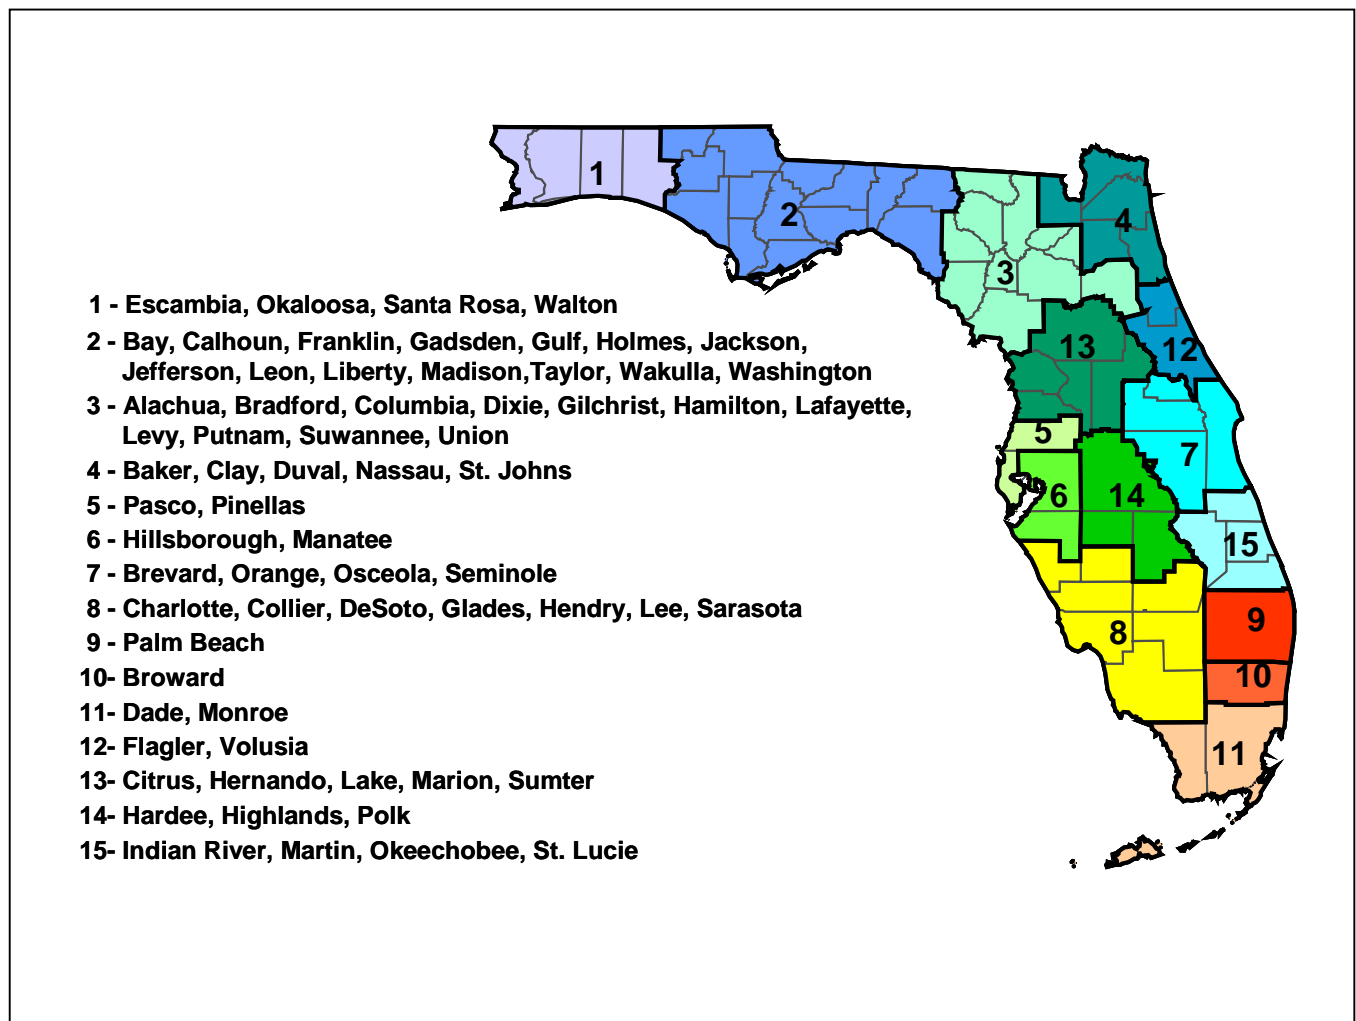 1
2
4
3
1 - Escambia, Okaloosa, Santa Rosa, Walton
2 - Bay, Calhoun, Franklin, Gadsden, Gulf, Holmes, Jackson,
Jefferson, Leon, Liberty, Madison,Taylor, Wakulla, Washington
13
12
3 - Alachua, Bradford, Columbia, Dixie, Gilchrist, Hamilton, Lafayette,
Levy, Putnam, Suwannee, Union
5
7
4 - Baker, Clay, Duval, Nassau, St. Johns
5 - Pasco, Pinellas
6
14
6 - Hillsborough, Manatee
15
7 - Brevard, Orange, Osceola, Seminole
8 - Charlotte, Collier, DeSoto, Glades, Hendry, Lee, Sarasota
9
8
9 - Palm Beach
10- Broward
10
11- Dade, Monroe
12- Flagler, Volusia
11
13- Citrus, Hernando, Lake, Marion, Sumter
14- Hardee, Highlands, Polk
15- Indian River, Martin, Okeechobee, St. Lucie